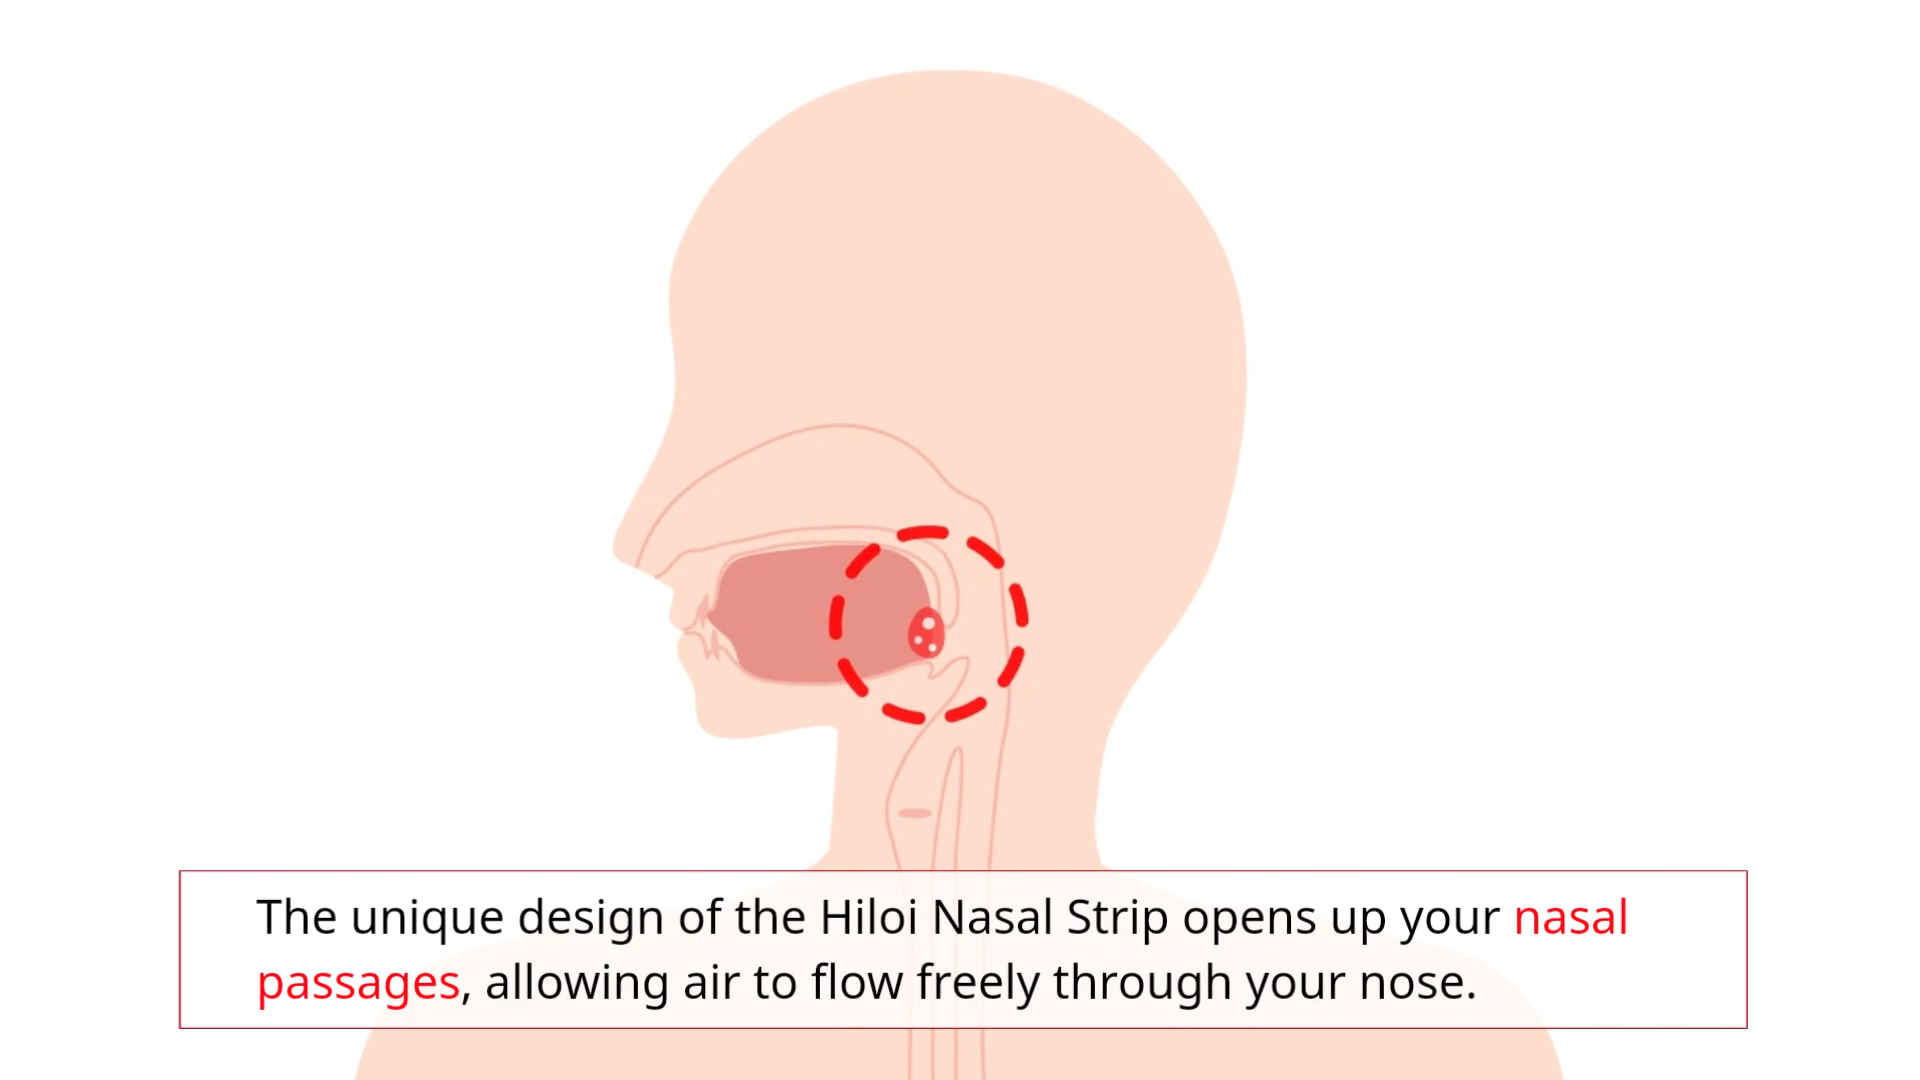 The unique design of the Hiloi Nasal Strip opens up your nasal
passages, allowing air to flow freely through your nose.